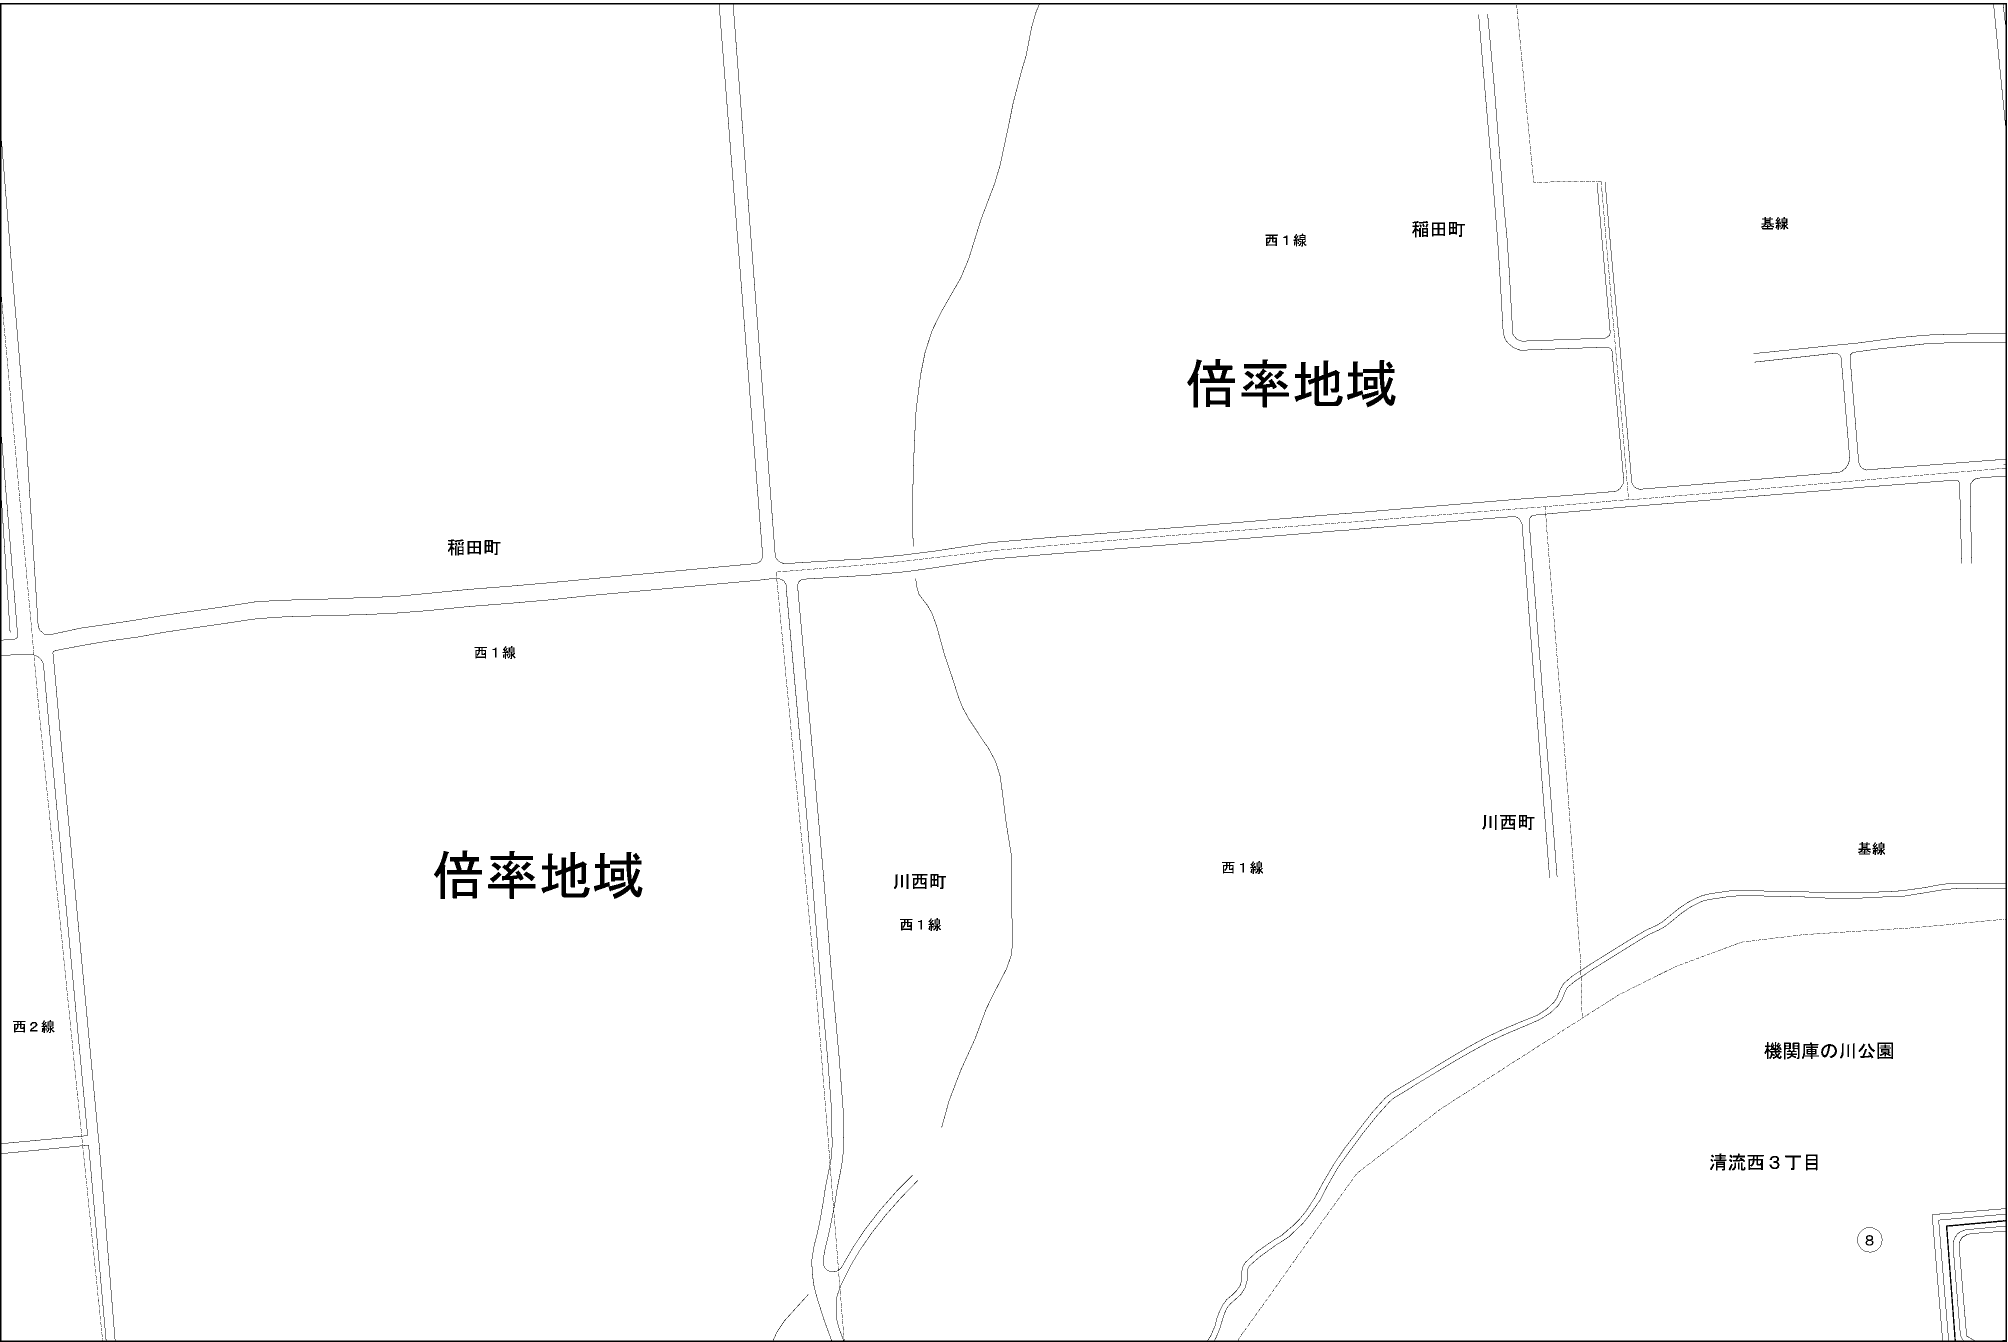 基線
稲田町
西１線
倍率地域
稲田町
西１線
川西町
基線
西１線
倍率地域
川西町
西１線
西２線
機関庫の川公園
清流西３丁目
8